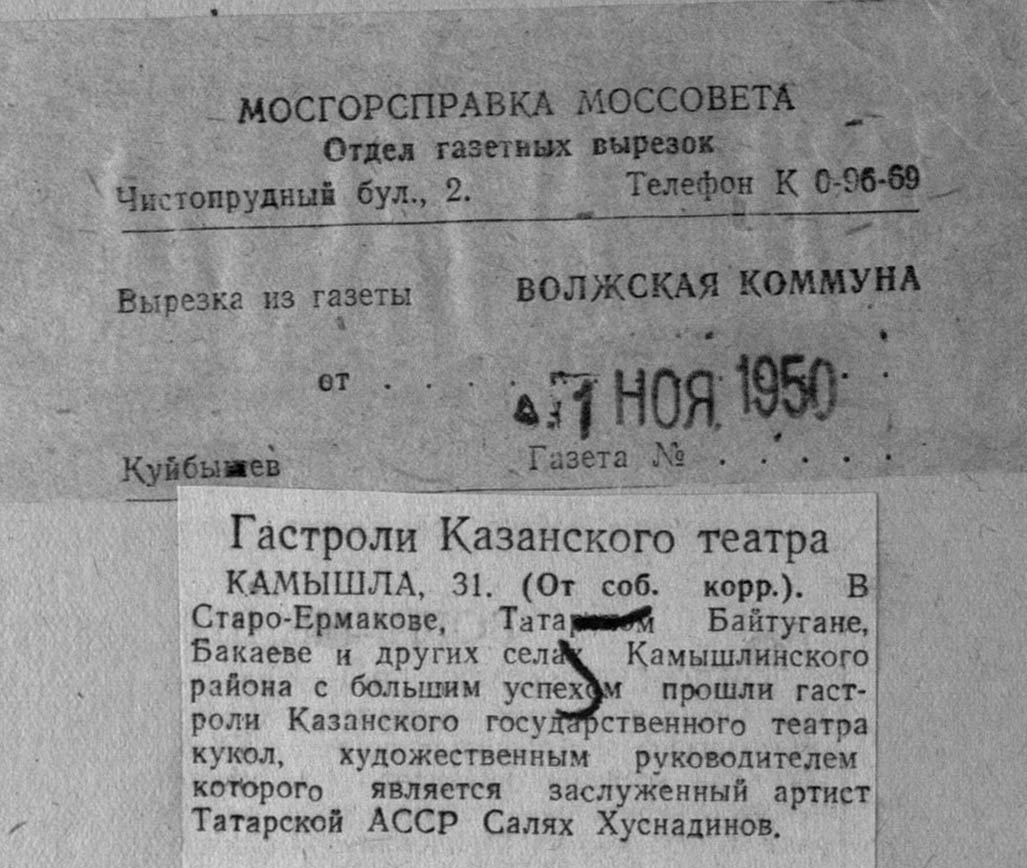 МОСГОРСПРАВКА МОССОВЕТА
Отдел газетных вырезок
Чистопрудный бул., 2. Телефон К 0-96-69
Вырезка из газеты ВОЛЖСКАЯ КОММУНА
от . . . . 1 НОЯ 1950 . .
Куйбышев Газета № . . . . .
Гастроли Казанского театра
КАМЫШЛА, 31. (От соб. корр.). В
Старо-Ермакове, Татарском Байтугане,
Бакаеве и других селах Камышлинского
района с большим успехом прошли гаст-
роли Казанского государственного театра
кукол, художественным руководителем
которого является заслуженный артист
Татарской АССР Салях Хуснадинов.